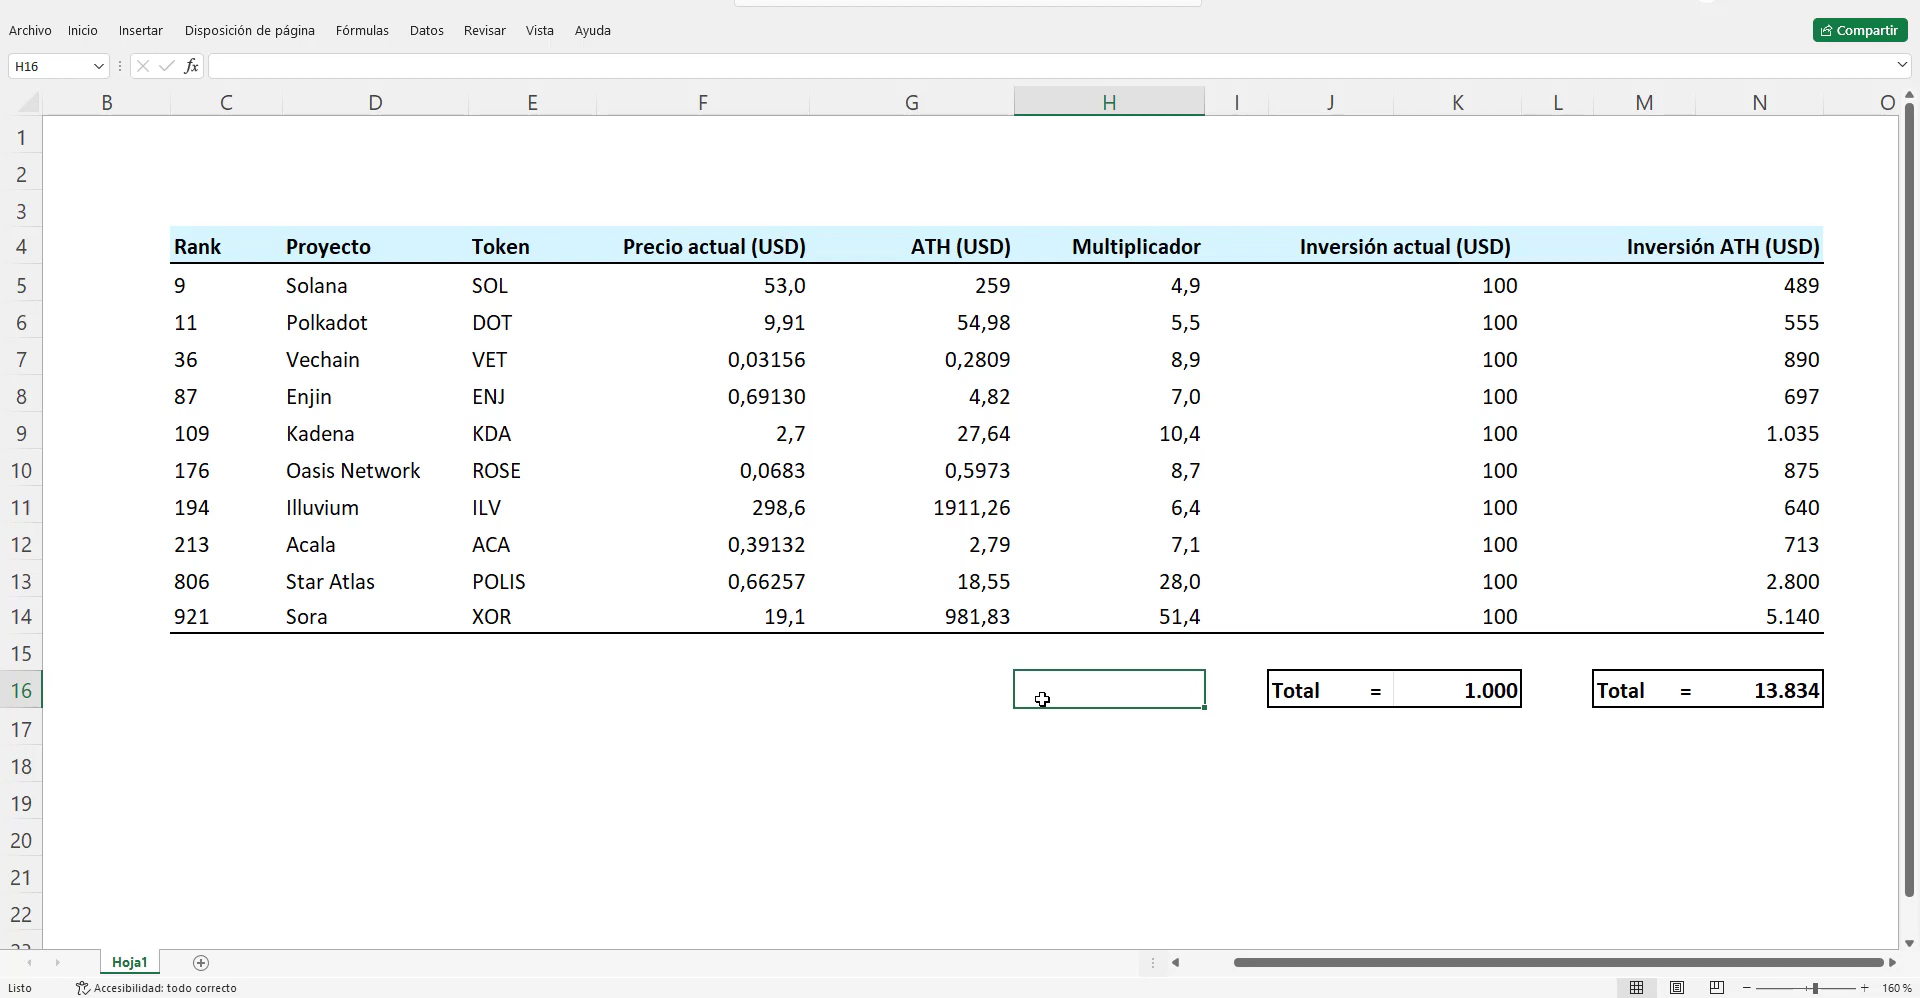 Archivo Inicio Insertar Disposición de página Fórmulas Datos Revisar Vista Ayuda Compartir
H16 fx
B C D E F G H I J K L M N O
1
2
3
4 Rank Proyecto Token Precio actual (USD) ATH (USD) Multiplicador Inversión actual (USD) Inversión ATH (USD)
5 9 Solana SOL 53,0 259 4,9 100 489
6 11 Polkadot DOT 9,91 54,98 5,5 100 555
7 36 Vechain VET 0,03156 0,2809 8,9 100 890
8 87 Enjin ENJ 0,69130 4,82 7,0 100 697
9 109 Kadena KDA 2,7 27,64 10,4 100 1.035
10 176 Oasis Network ROSE 0,0683 0,5973 8,7 100 875
11 194 Illuvium ILV 298,6 1911,26 6,4 100 640
12 213 Acala ACA 0,39132 2,79 7,1 100 713
13 806 Star Atlas POLIS 0,66257 18,55 28,0 100 2.800
14 921 Sora XOR 19,1 981,83 51,4 100 5.140
15
16 Total = 1.000 Total = 13.834
17
18
19
20
21
22
Hoja1
Listo Accesibilidad: todo correcto 160 %